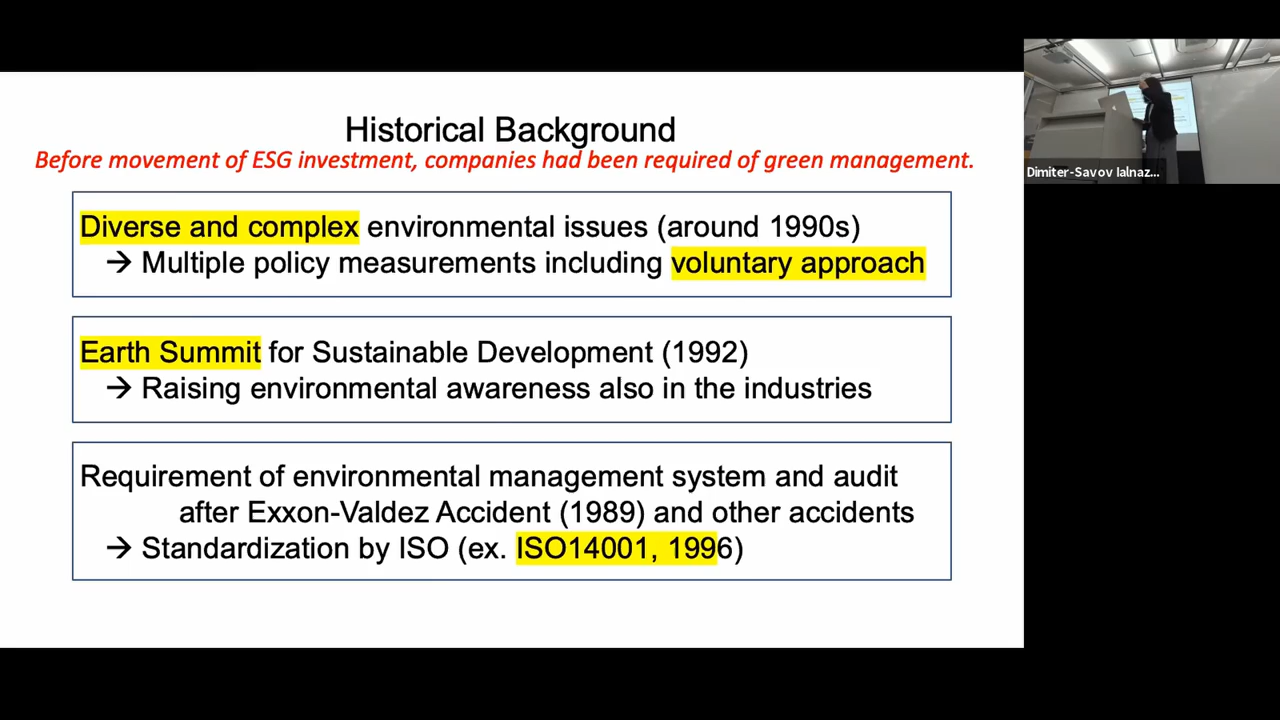 Historical Background
Before movement of ESG investment, companies had been required of green management.
Diverse and complex environmental issues (around 1990s)
→ Multiple policy measurements including voluntary approach
Earth Summit for Sustainable Development (1992)
→ Raising environmental awareness also in the industries
Requirement of environmental management system and audit
after Exxon-Valdez Accident (1989) and other accidents
→ Standardization by ISO (ex. ISO14001, 1996)
Dimiter-Savov Ialnaz...